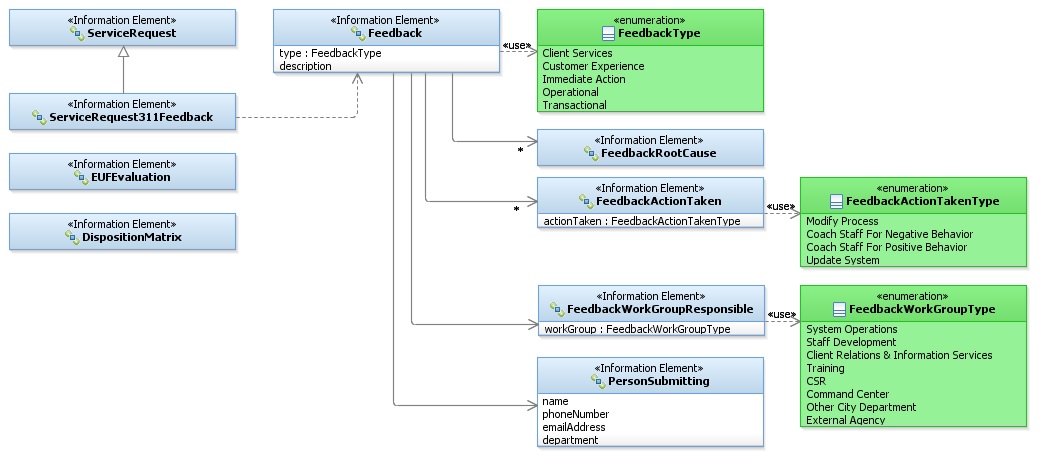 «Information Element»
ServiceRequest
«Information Element»
ServiceRequest311Feedback
«Information Element»
EUFEvaluation
«Information Element»
DispositionMatrix
«Information Element»
Feedback
type : FeedbackType
description
«use»
«enumeration»
FeedbackType
Client Services
Customer Experience
Immediate Action
Operational
Transactional
*
«Information Element»
FeedbackRootCause
*
«Information Element»
FeedbackActionTaken
actionTaken : FeedbackActionTakenType
«use»
«enumeration»
FeedbackActionTakenType
Modify Process
Coach Staff For Negative Behavior
Coach Staff For Positive Behavior
Update System
«Information Element»
FeedbackWorkGroupResponsible
workGroup : FeedbackWorkGroupType
«use»
«enumeration»
FeedbackWorkGroupType
System Operations
Staff Development
Client Relations & Information Services
Training
CSR
Command Center
Other City Department
External Agency
«Information Element»
PersonSubmitting
name
phoneNumber
emailAddress
department